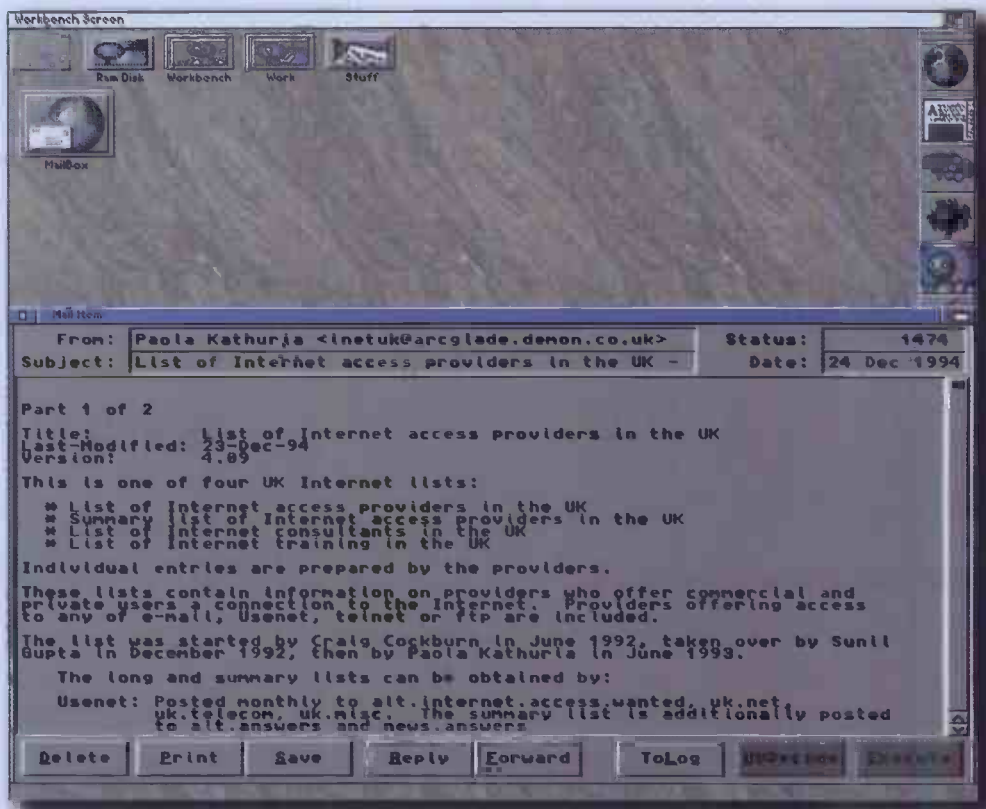 Workbench Screen
Ram Disk
Workbench
Work
Stuff
MailBox
Mail Item
From: Paola Kathuria <inetuk@arcglade.demon.co.uk>
Status: 1474
Subject: List of Internet access providers in the UK -
Date: 24 Dec 1994
Part 1 of 2
Title: List of Internet access providers in the UK
Last-Modified: 23-Dec-94
Version: 4.09
This is one of four UK Internet lists:
* List of Internet access providers in the UK
* Summary list of Internet access providers in the UK
* List of Internet consultants in the UK
* List of Internet training in the UK
Individual entries are prepared by the providers.
These lists contain information on providers who offer commercial and
private users a connection to the Internet. Providers offering access
to any of e-mail, Usenet, telnet or ftp are included.
The list was started by Craig Cockburn in June 1992, taken over by Sunil
Gupta in December 1992, then by Paola Kathuria in June 1993.
The long and summary lists can be obtained by:
Usenet: Posted monthly to alt.internet.access.wanted, uk.net,
uk.telecom, uk.misc. The summary list is additionally posted
to alt.answers and news.answers
Delete
Print
Save
Reply
Forward
ToLog